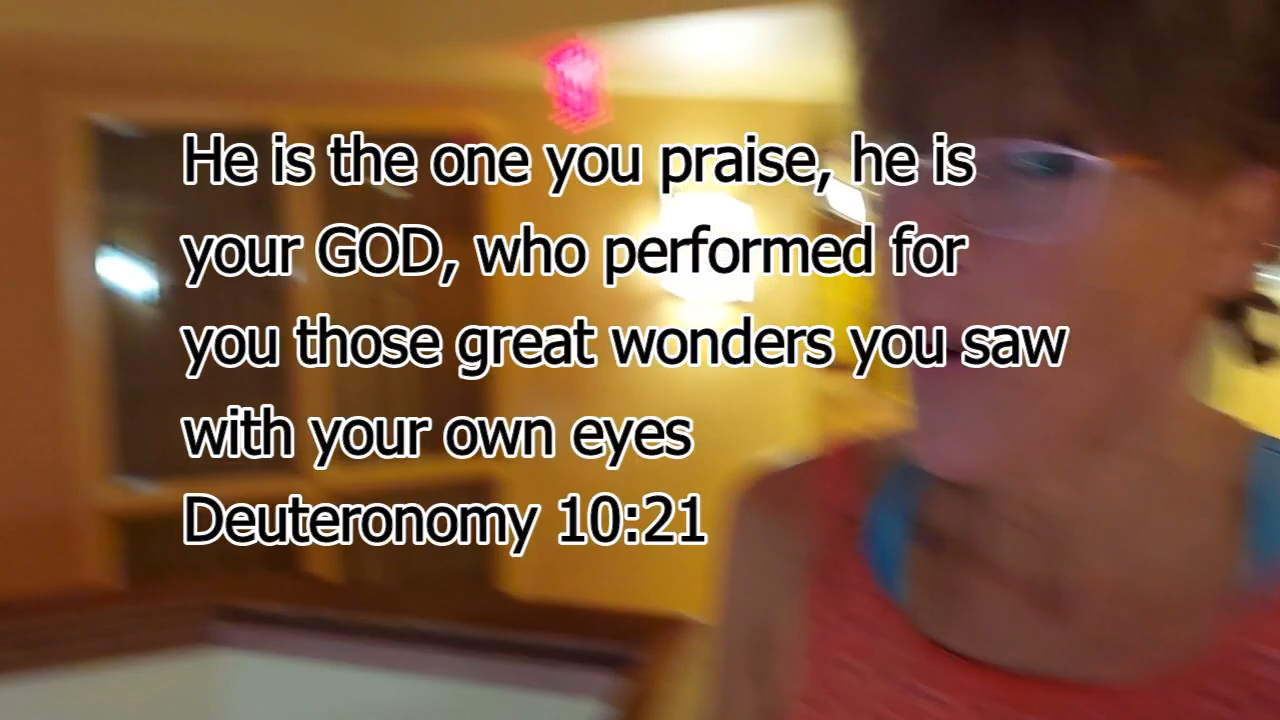 He is the one you praise, he is
your GOD, who performed for
you those great wonders you saw
with your own eyes
Deuteronomy 10:21